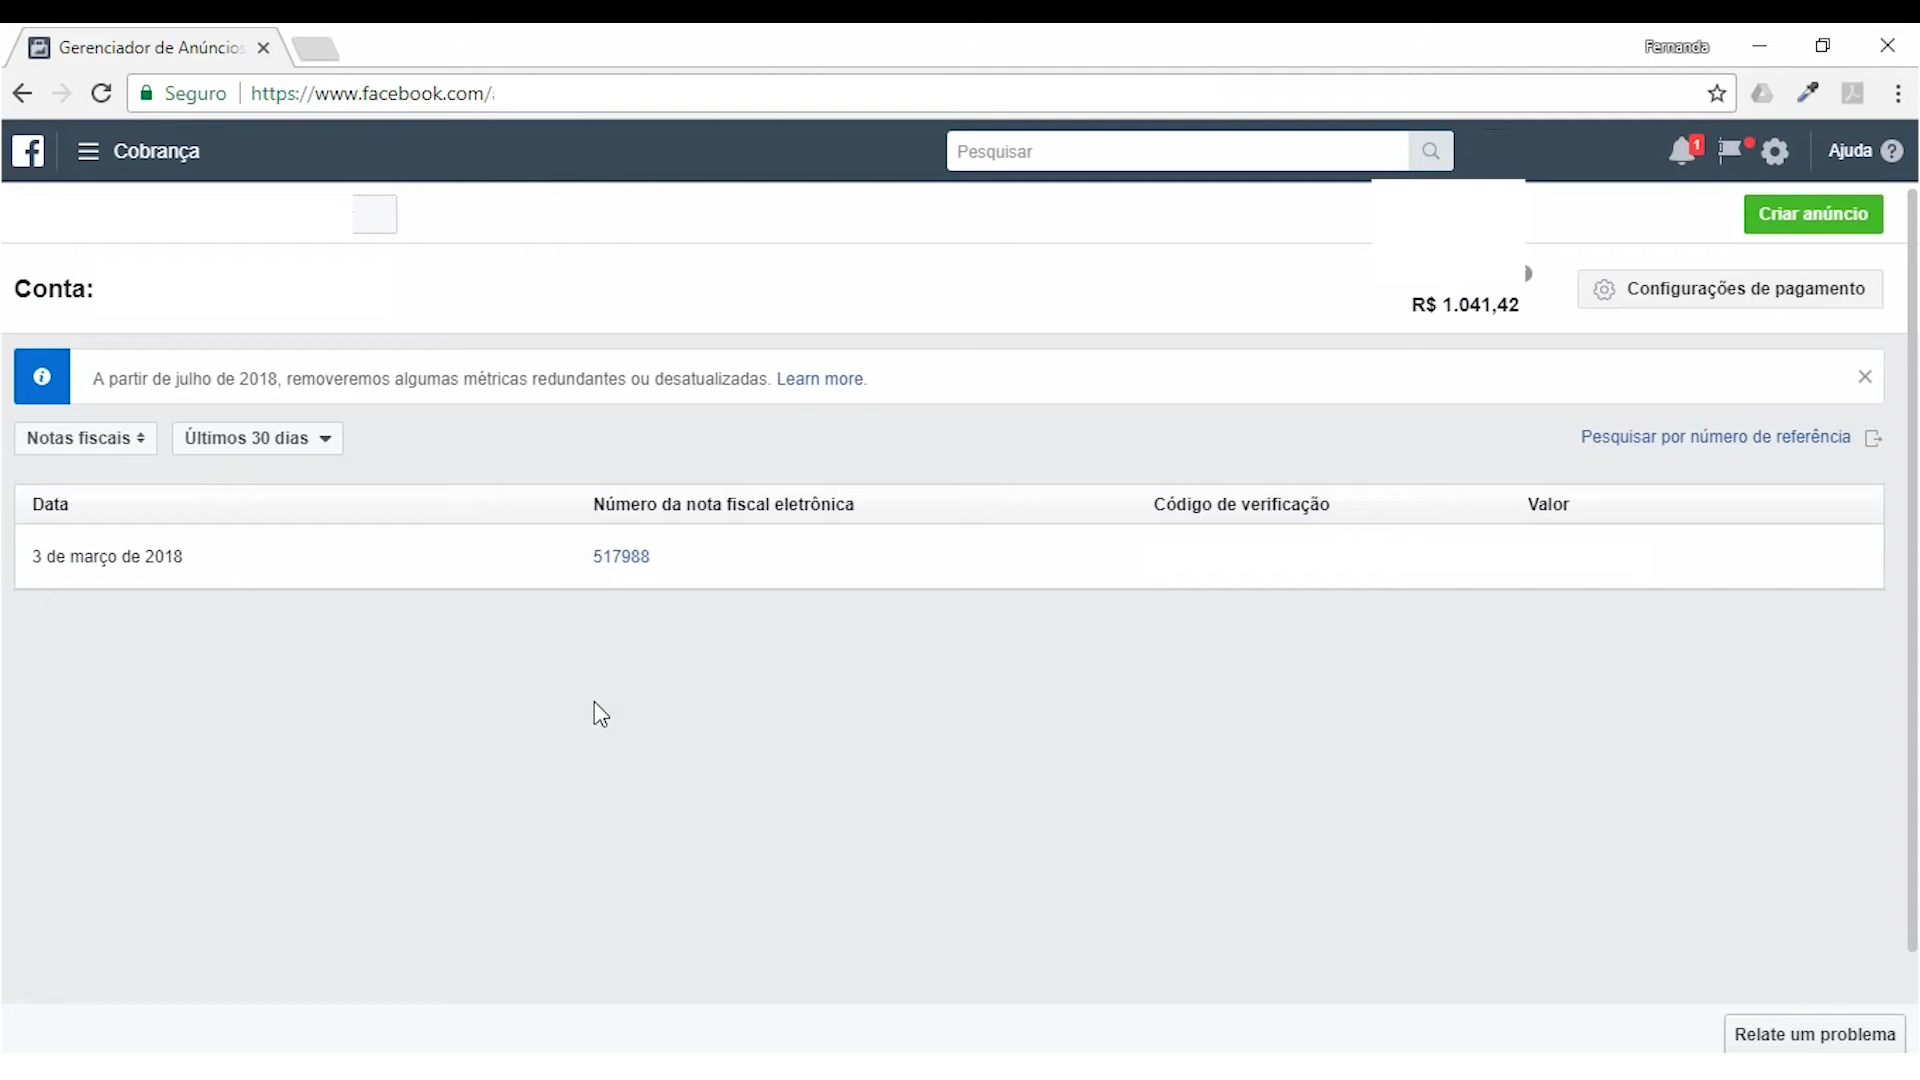 Gerenciador de Anúncios
Fernanda
Seguro
https://www.facebook.com/
Cobrança
Pesquisar
1
Ajuda
Criar anúncio
Conta:
R$ 1.041,42
Configurações de pagamento
A partir de julho de 2018, removeremos algumas métricas redundantes ou desatualizadas. Learn more.
Notas fiscais
Últimos 30 dias
Pesquisar por número de referência
Data Número da nota fiscal eletrônica Código de verificação Valor
3 de março de 2018 517988
Relate um problema